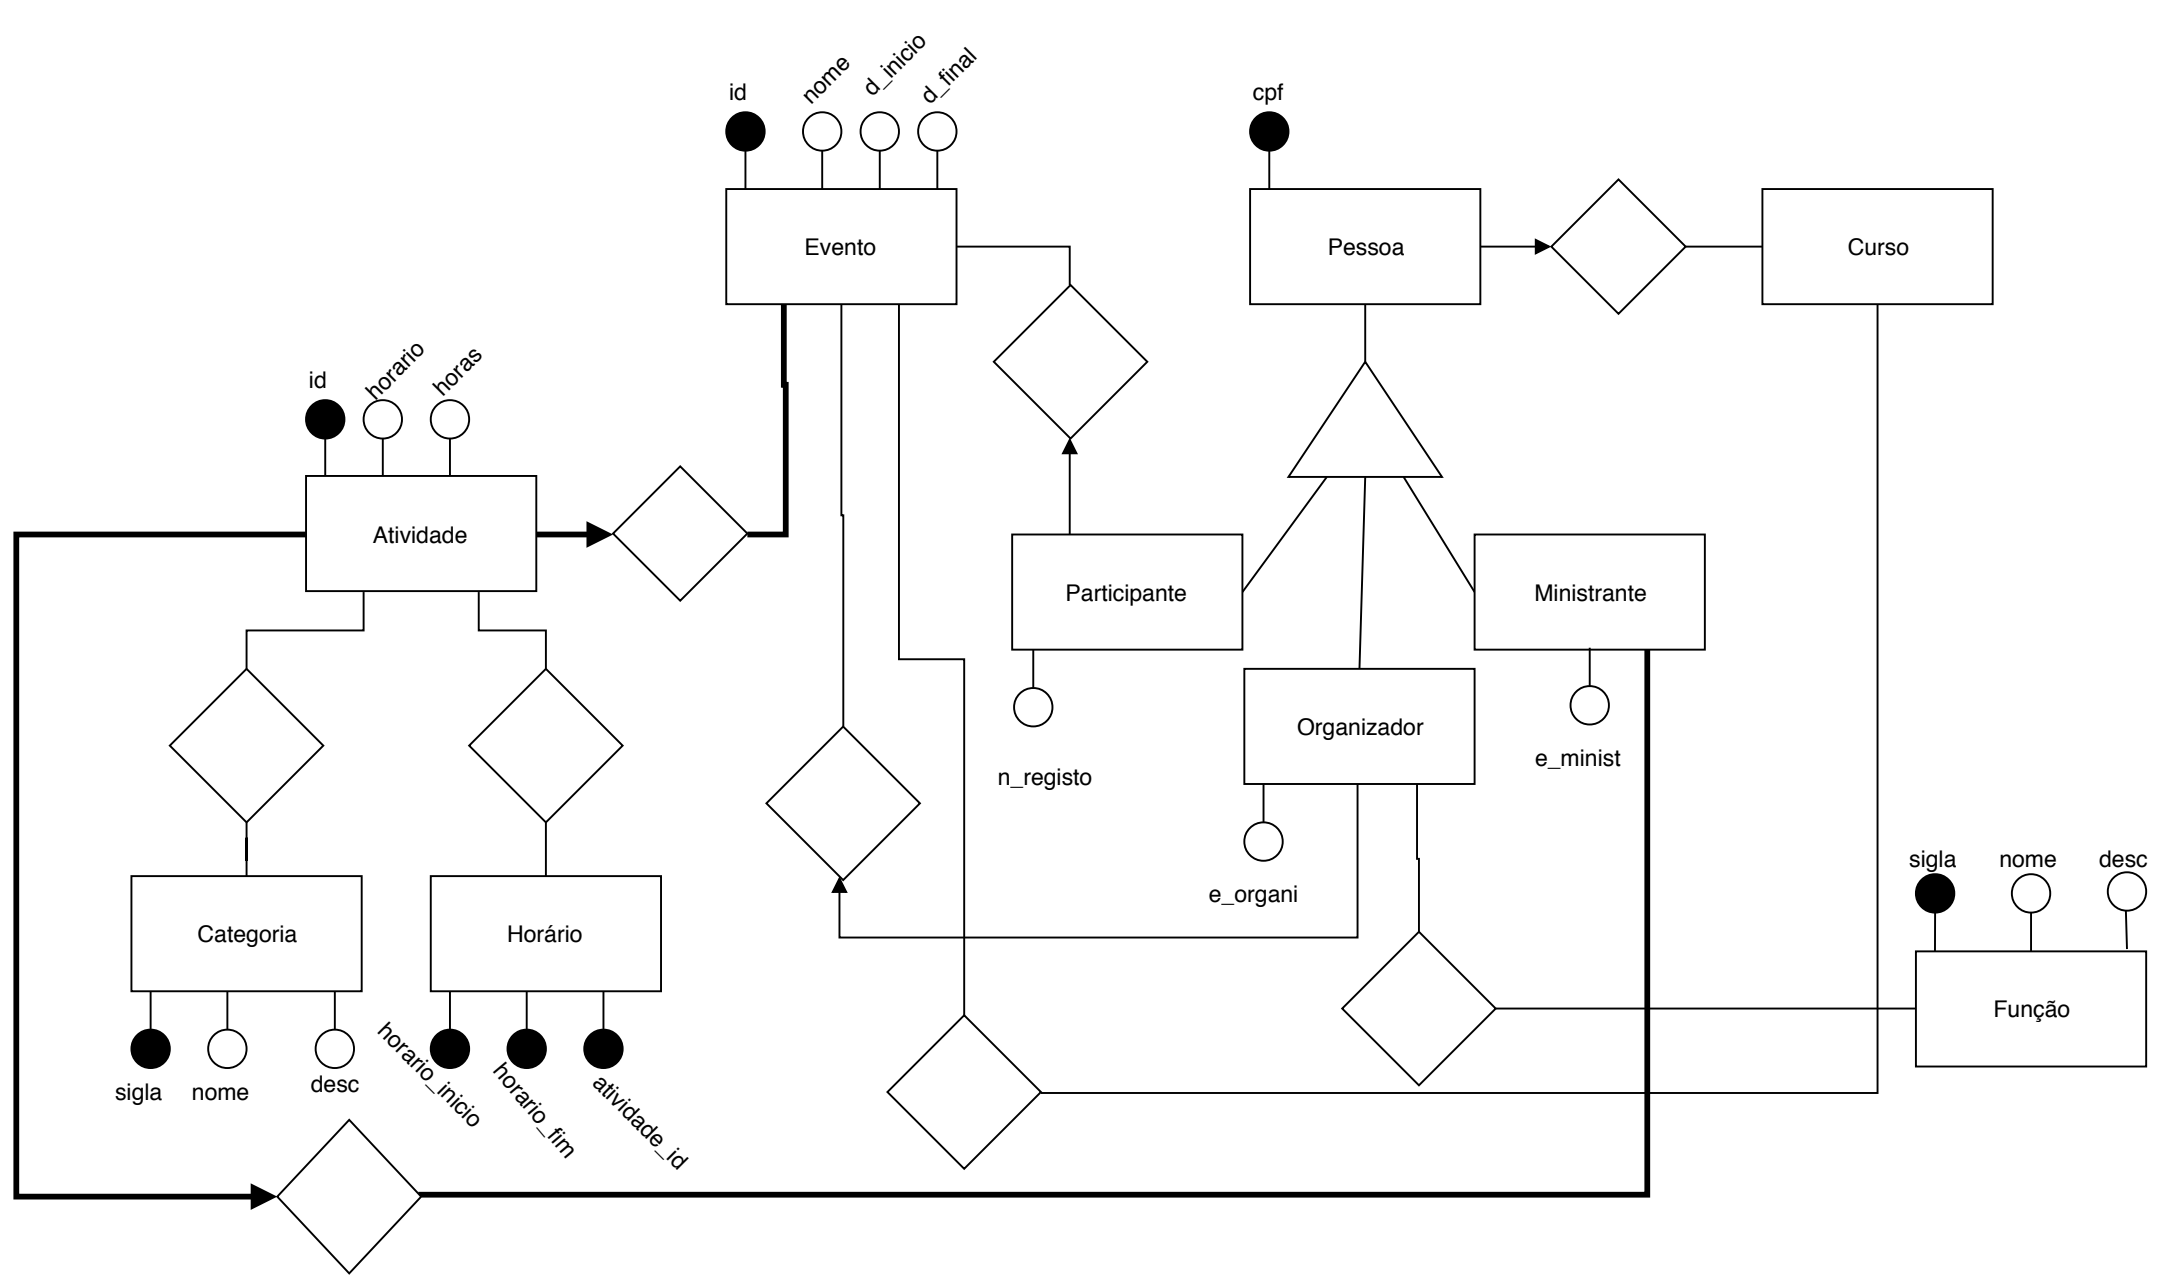 id
nome
d_inicio
d_final
cpf
Evento
Pessoa
Curso
id
horario
horas
Atividade
Participante
Ministrante
Organizador
n_registo
e_minist
e_organi
sigla
nome
desc
Categoria
Horário
Função
sigla
nome
desc
horario_inicio
horario_fim
atividade_id